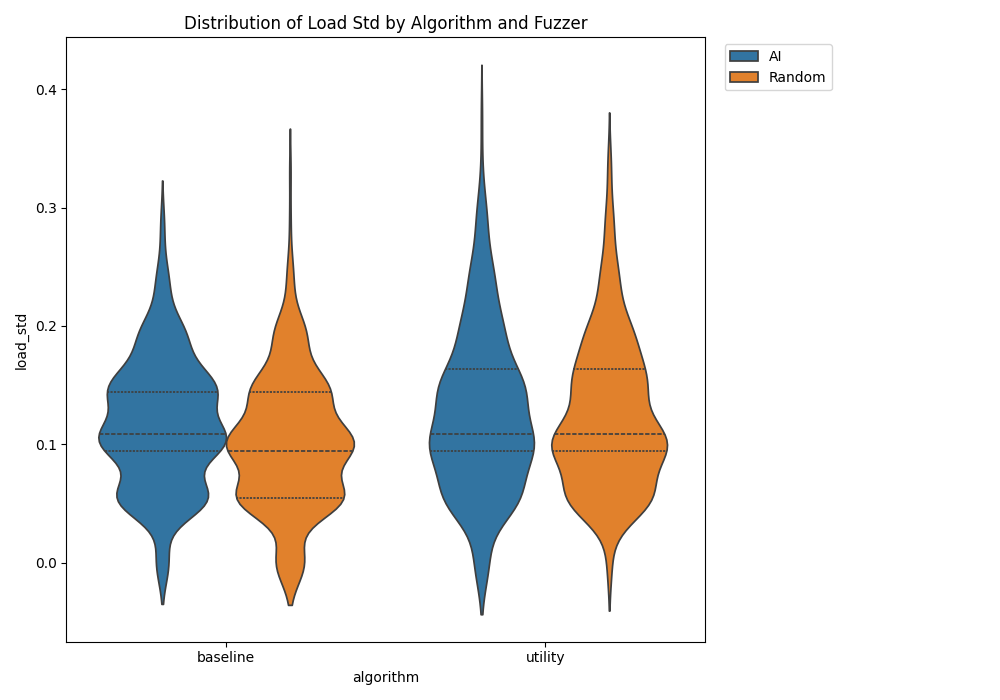 Distribution of Load Std by Algorithm and Fuzzer
AI
Random
load_std
0.4
0.3
0.2
0.1
0.0
baseline
utility
algorithm